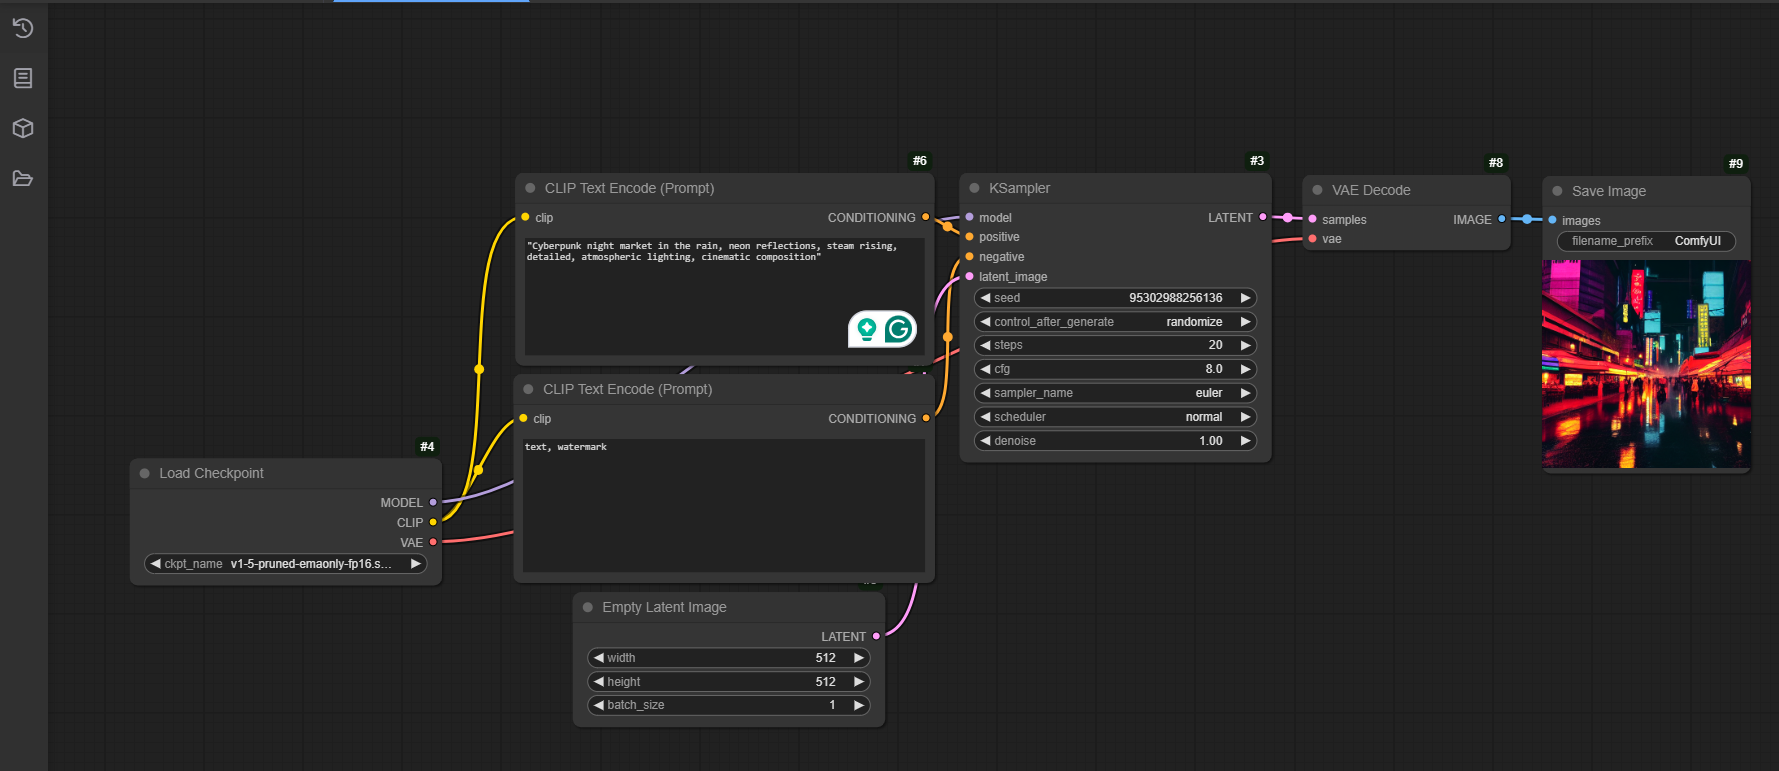 #6
CLIP Text Encode (Prompt)
clip
CONDITIONING
"Cyberpunk night market in the rain, neon reflections, steam rising,
detailed, atmospheric lighting, cinematic composition"
CLIP Text Encode (Prompt)
clip
CONDITIONING
text, watermark
#4
Load Checkpoint
MODEL
CLIP
VAE
ckpt_name v1-5-pruned-emaonly-fp16.s...
Empty Latent Image
LATENT
width 512
height 512
batch_size 1
#3
KSampler
model LATENT
positive
negative
latent_image
seed 95302988256136
control_after_generate randomize
steps 20
cfg 8.0
sampler_name euler
scheduler normal
denoise 1.00
#8
VAE Decode
samples IMAGE
vae
#9
Save Image
images
filename_prefix ComfyUI